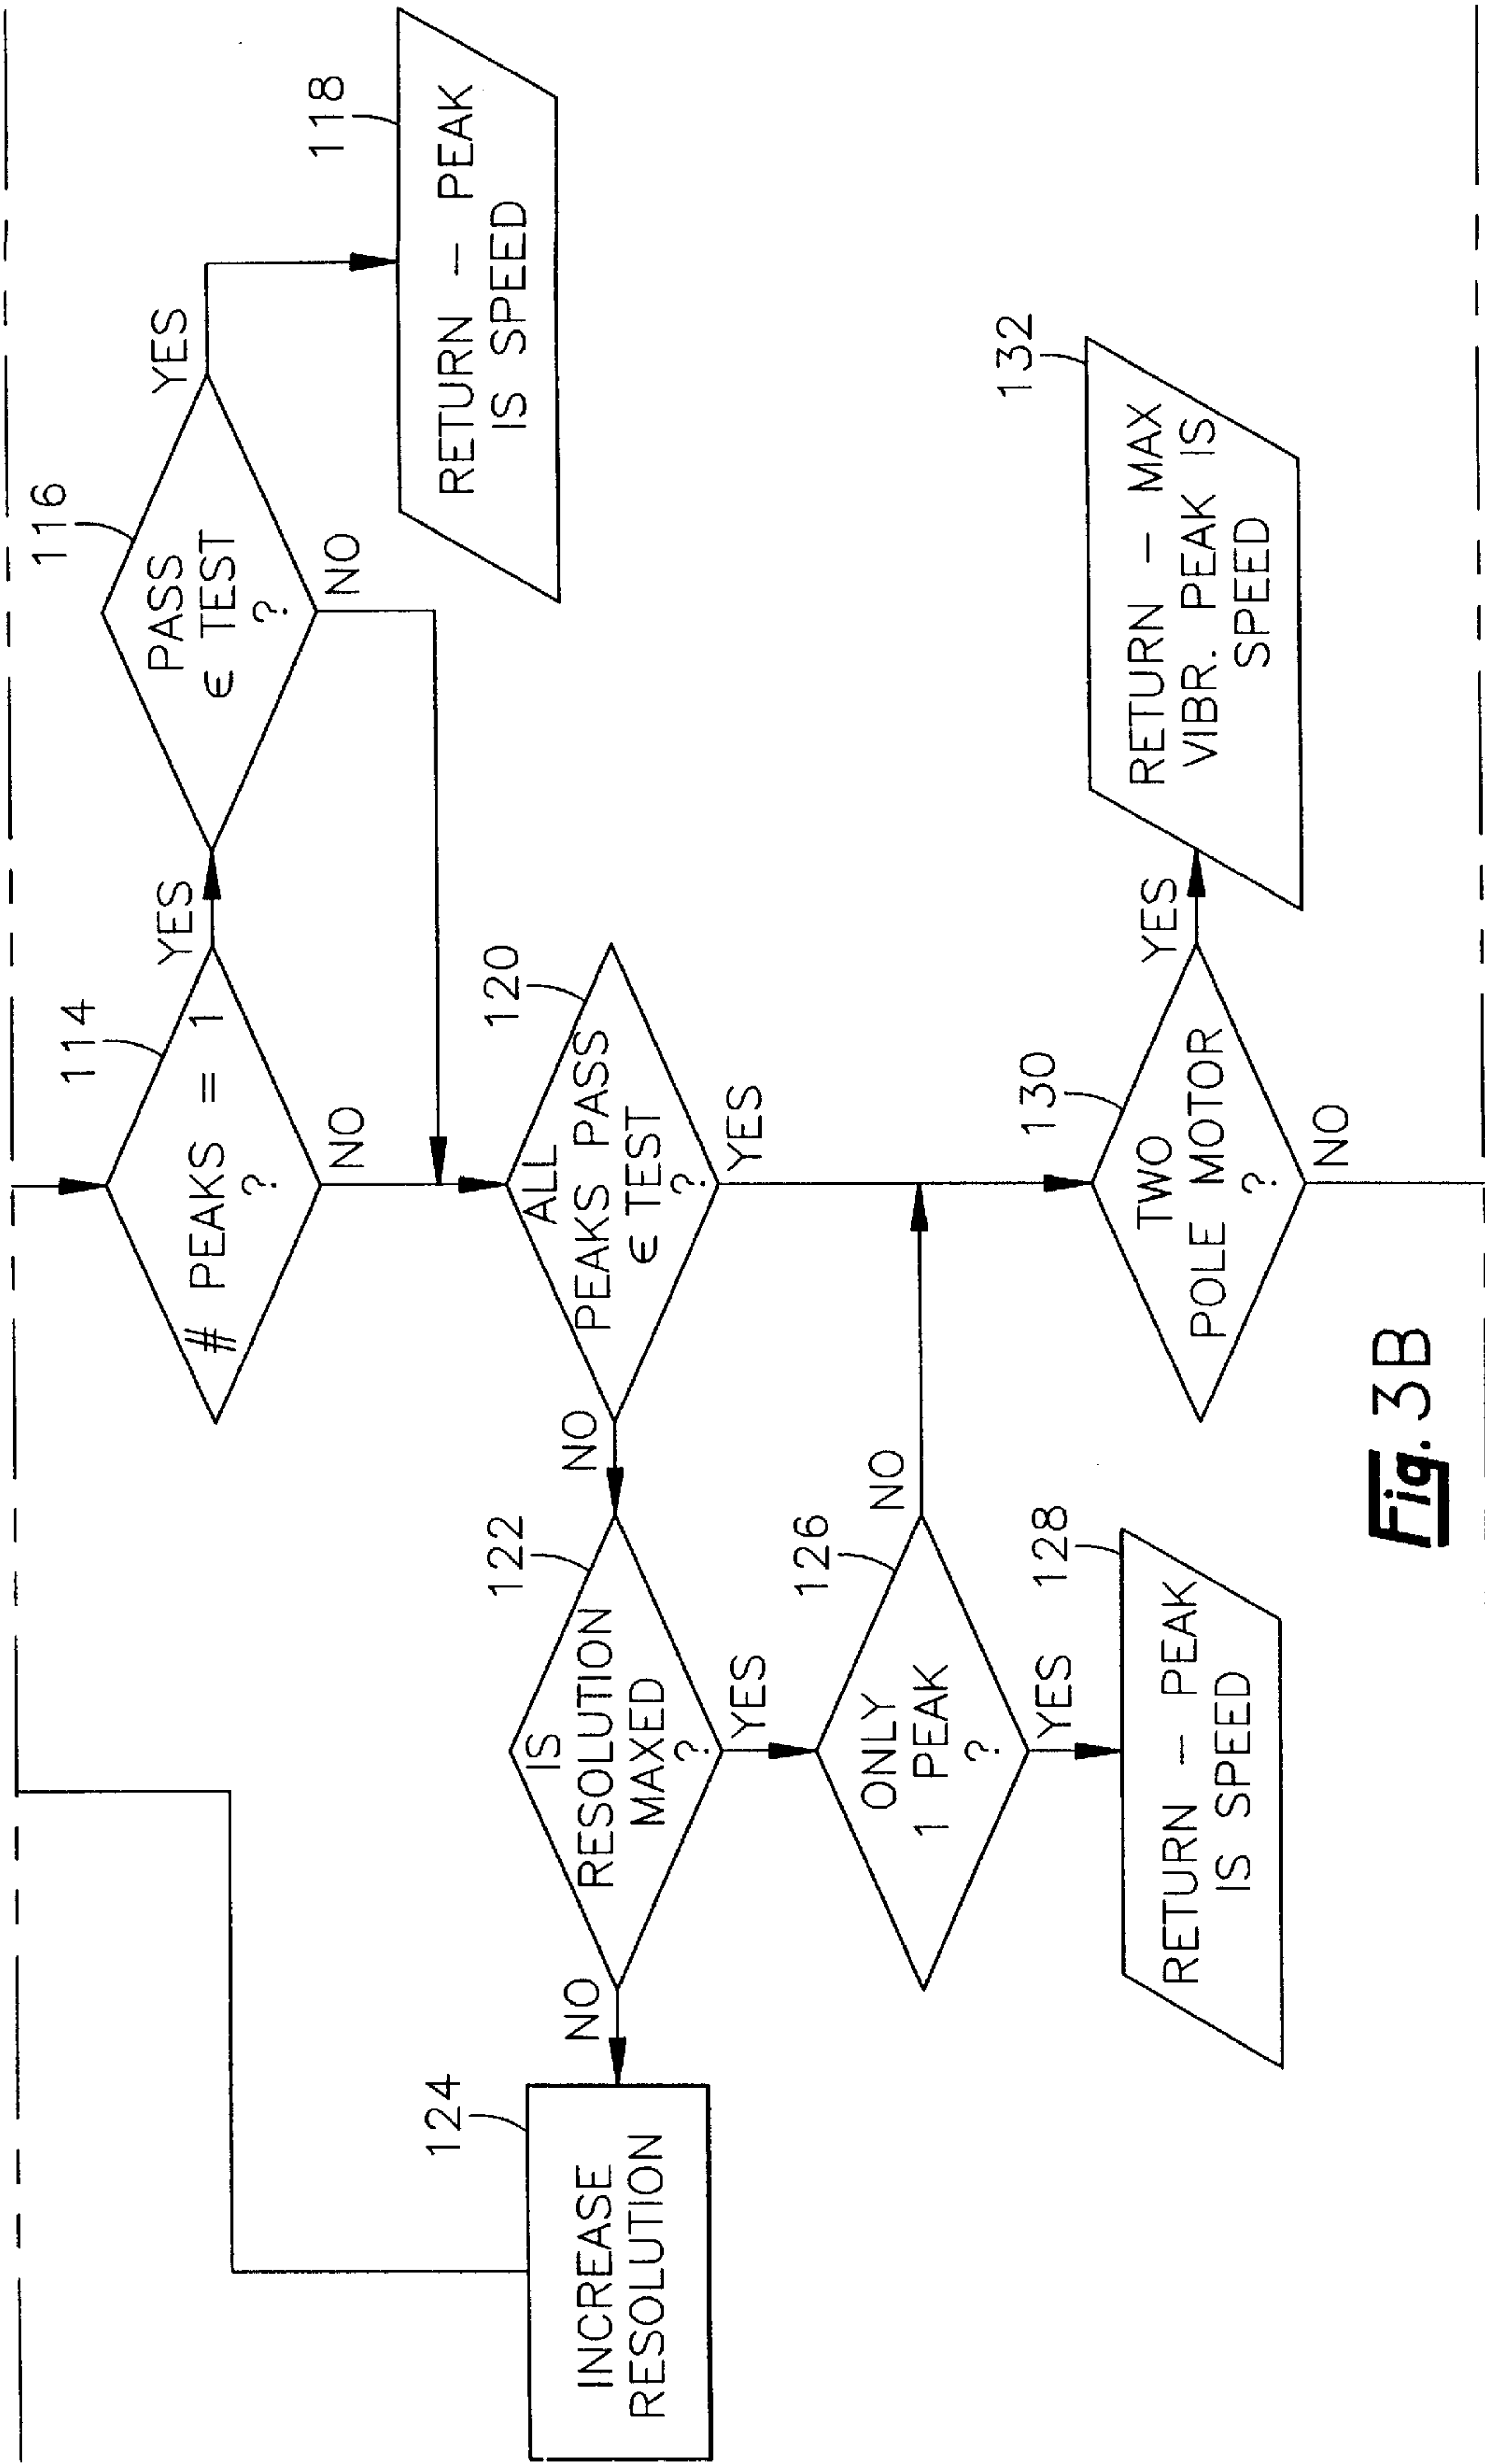 114
# PEAKS = 1
?
YES
NO
116
PASS
ϵ TEST
?
YES
NO
118
RETURN – PEAK
IS SPEED
120
ALL
PEAKS PASS
ϵ TEST
?
NO
YES
122
IS
RESOLUTION
MAXED
?
NO
YES
124
INCREASE
RESOLUTION
126
ONLY
1 PEAK
?
NO
YES
128
RETURN – PEAK
IS SPEED
130
TWO
POLE MOTOR
?
YES
NO
132
RETURN – MAX
VIBR. PEAK IS
SPEED
Fig. 3B